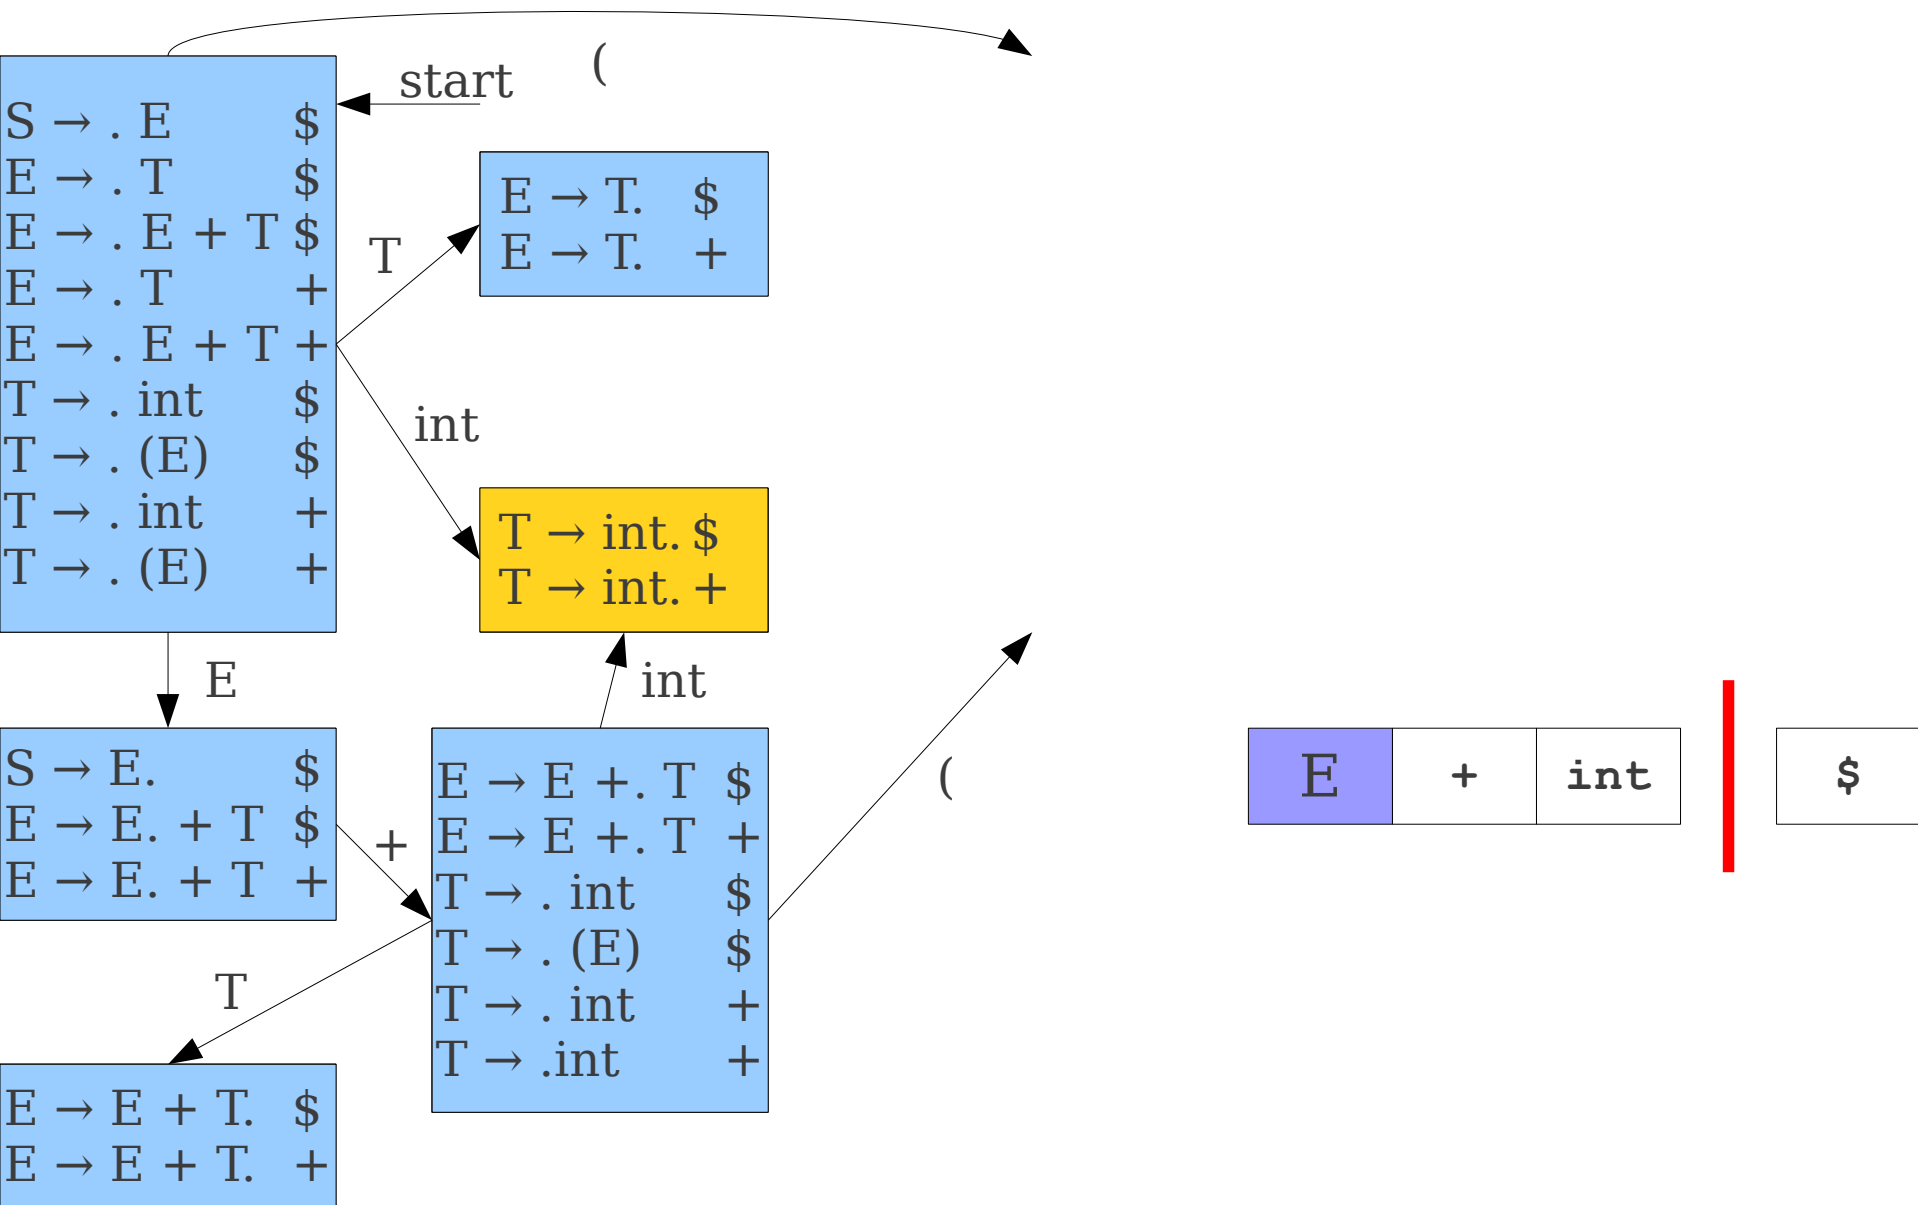 (
start
S → . E $
E → . T $
E → . E + T $
E → . T +
E → . E + T +
T → . int $
T → . (E) $
T → . int +
T → . (E) +
T
E → T. $
E → T. +
int
T → int. $
T → int. +
E
int
S → E. $
E → E. + T $
E → E. + T +
+
E → E +. T $
E → E +. T +
T → . int $
T → . (E) $
T → . int +
T → .int +
(
T
E → E + T. $
E → E + T. +
E + int $